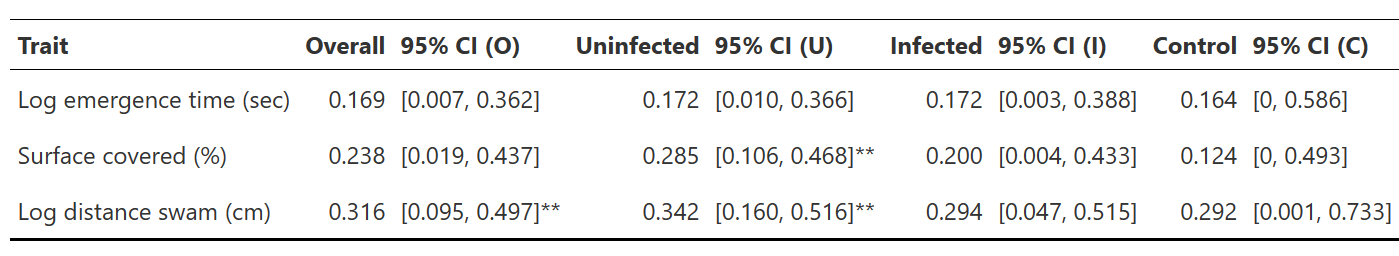 Trait Overall 95% CI (O) Uninfected 95% CI (U) Infected 95% CI (I) Control 95% CI (C)
Log emergence time (sec) 0.169 [0.007, 0.362] 0.172 [0.010, 0.366] 0.172 [0.003, 0.388] 0.164 [0, 0.586]
Surface covered (%) 0.238 [0.019, 0.437] 0.285 [0.106, 0.468]** 0.200 [0.004, 0.433] 0.124 [0, 0.493]
Log distance swam (cm) 0.316 [0.095, 0.497]** 0.342 [0.160, 0.516]** 0.294 [0.047, 0.515] 0.292 [0.001, 0.733]